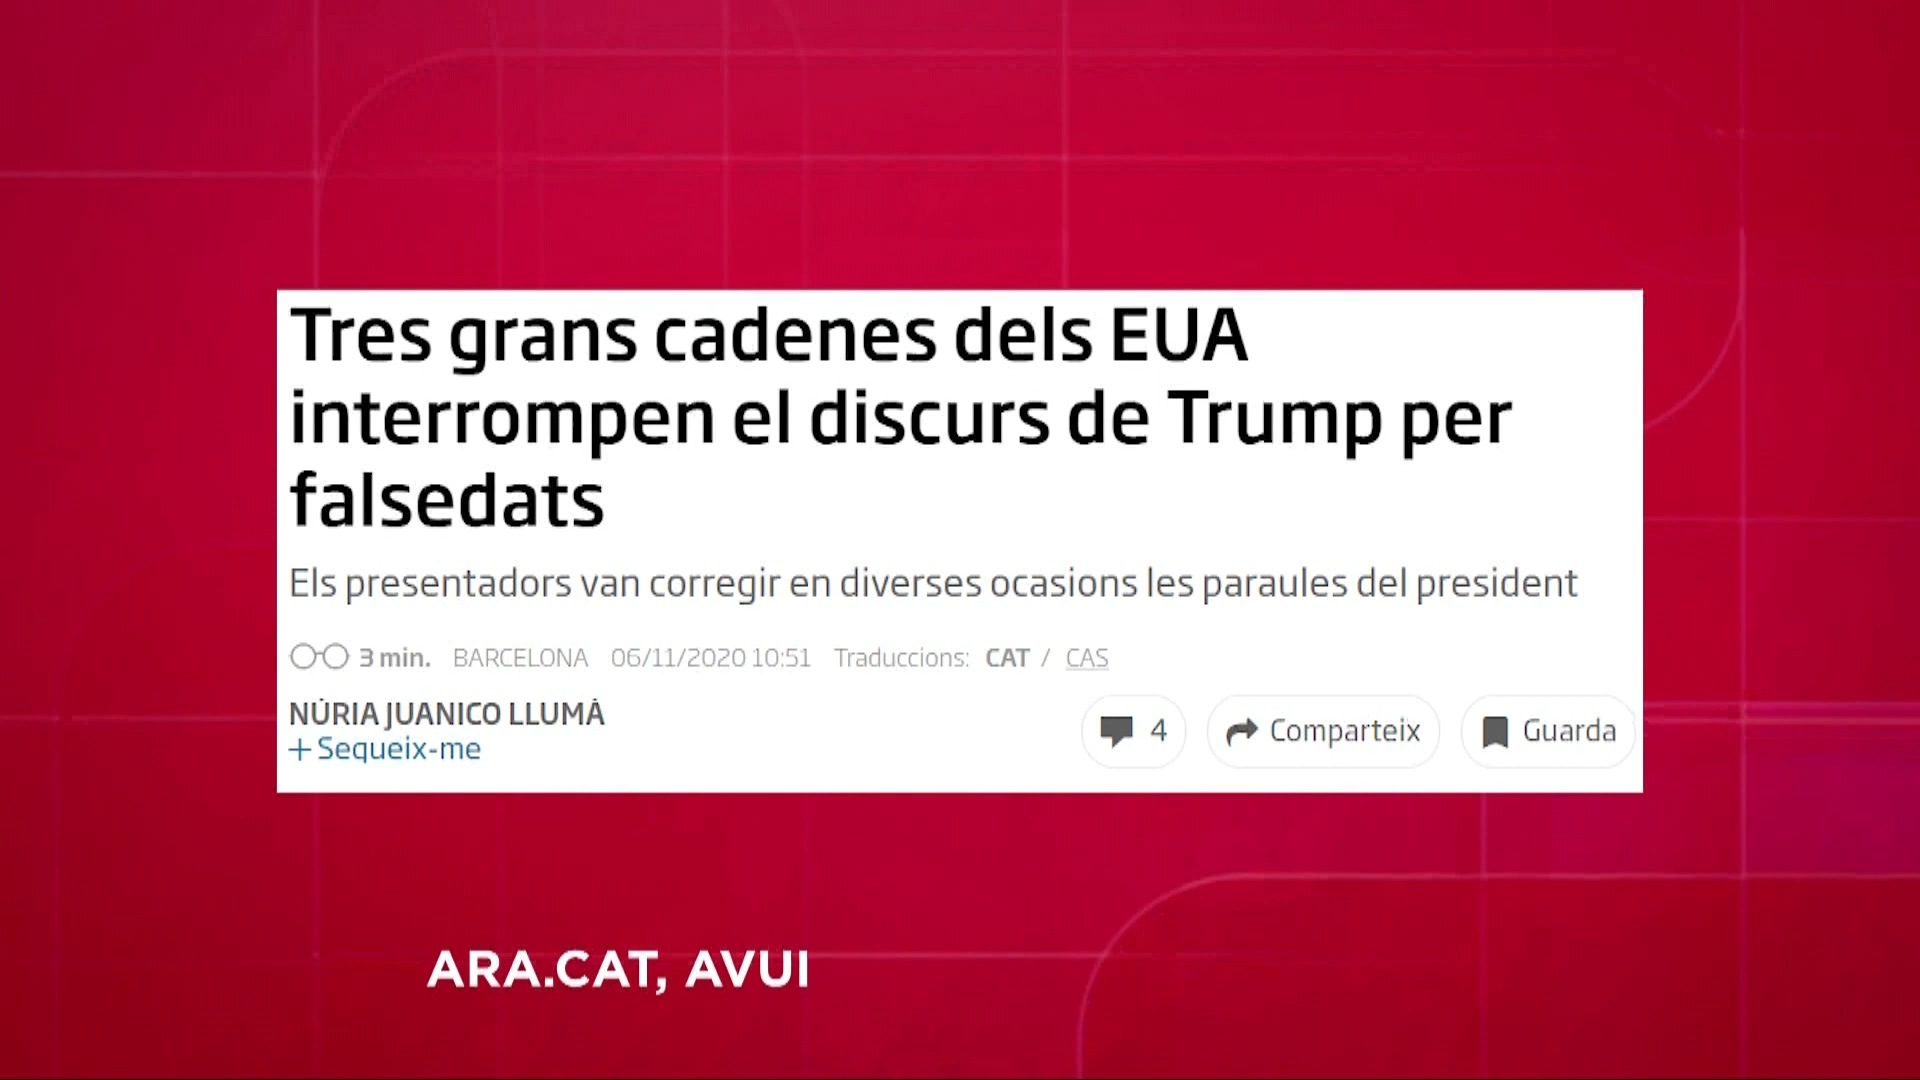 Tres grans cadenes dels EUA
interrompen el discurs de Trump per
falsedats
Els presentadors van corregir en diverses ocasions les paraules del president
3 min. BARCELONA 06/11/2020 10:51 Traduccions: CAT / CAS
NÚRIA JUANICO LLUMÀ
+ Segueix-me
4 Comparteix Guarda
ARA.CAT, AVUI